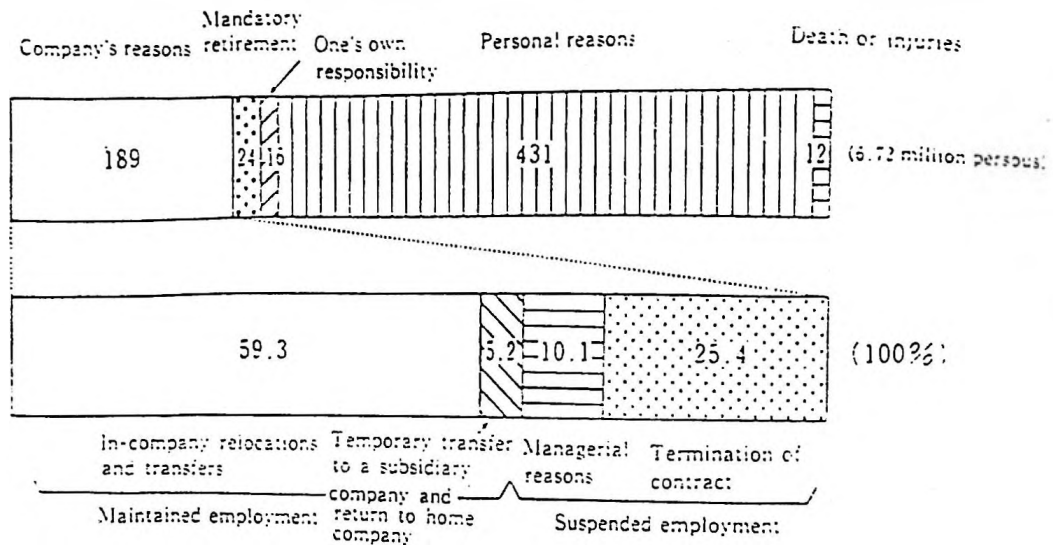 Company's reasons
Mandatory
retirement
One's own
responsibility
Personal reasons
Death or injuries
189
24
16
431
12
(6.72 million persons)
59.3
5.2
10.1
25.4
(100%)
In-company relocations
and transfers
Temporary transfer
to a subsidiary
company and
return to home
company
Managerial
reasons
Termination of
contract
Maintained employment
Suspended employment